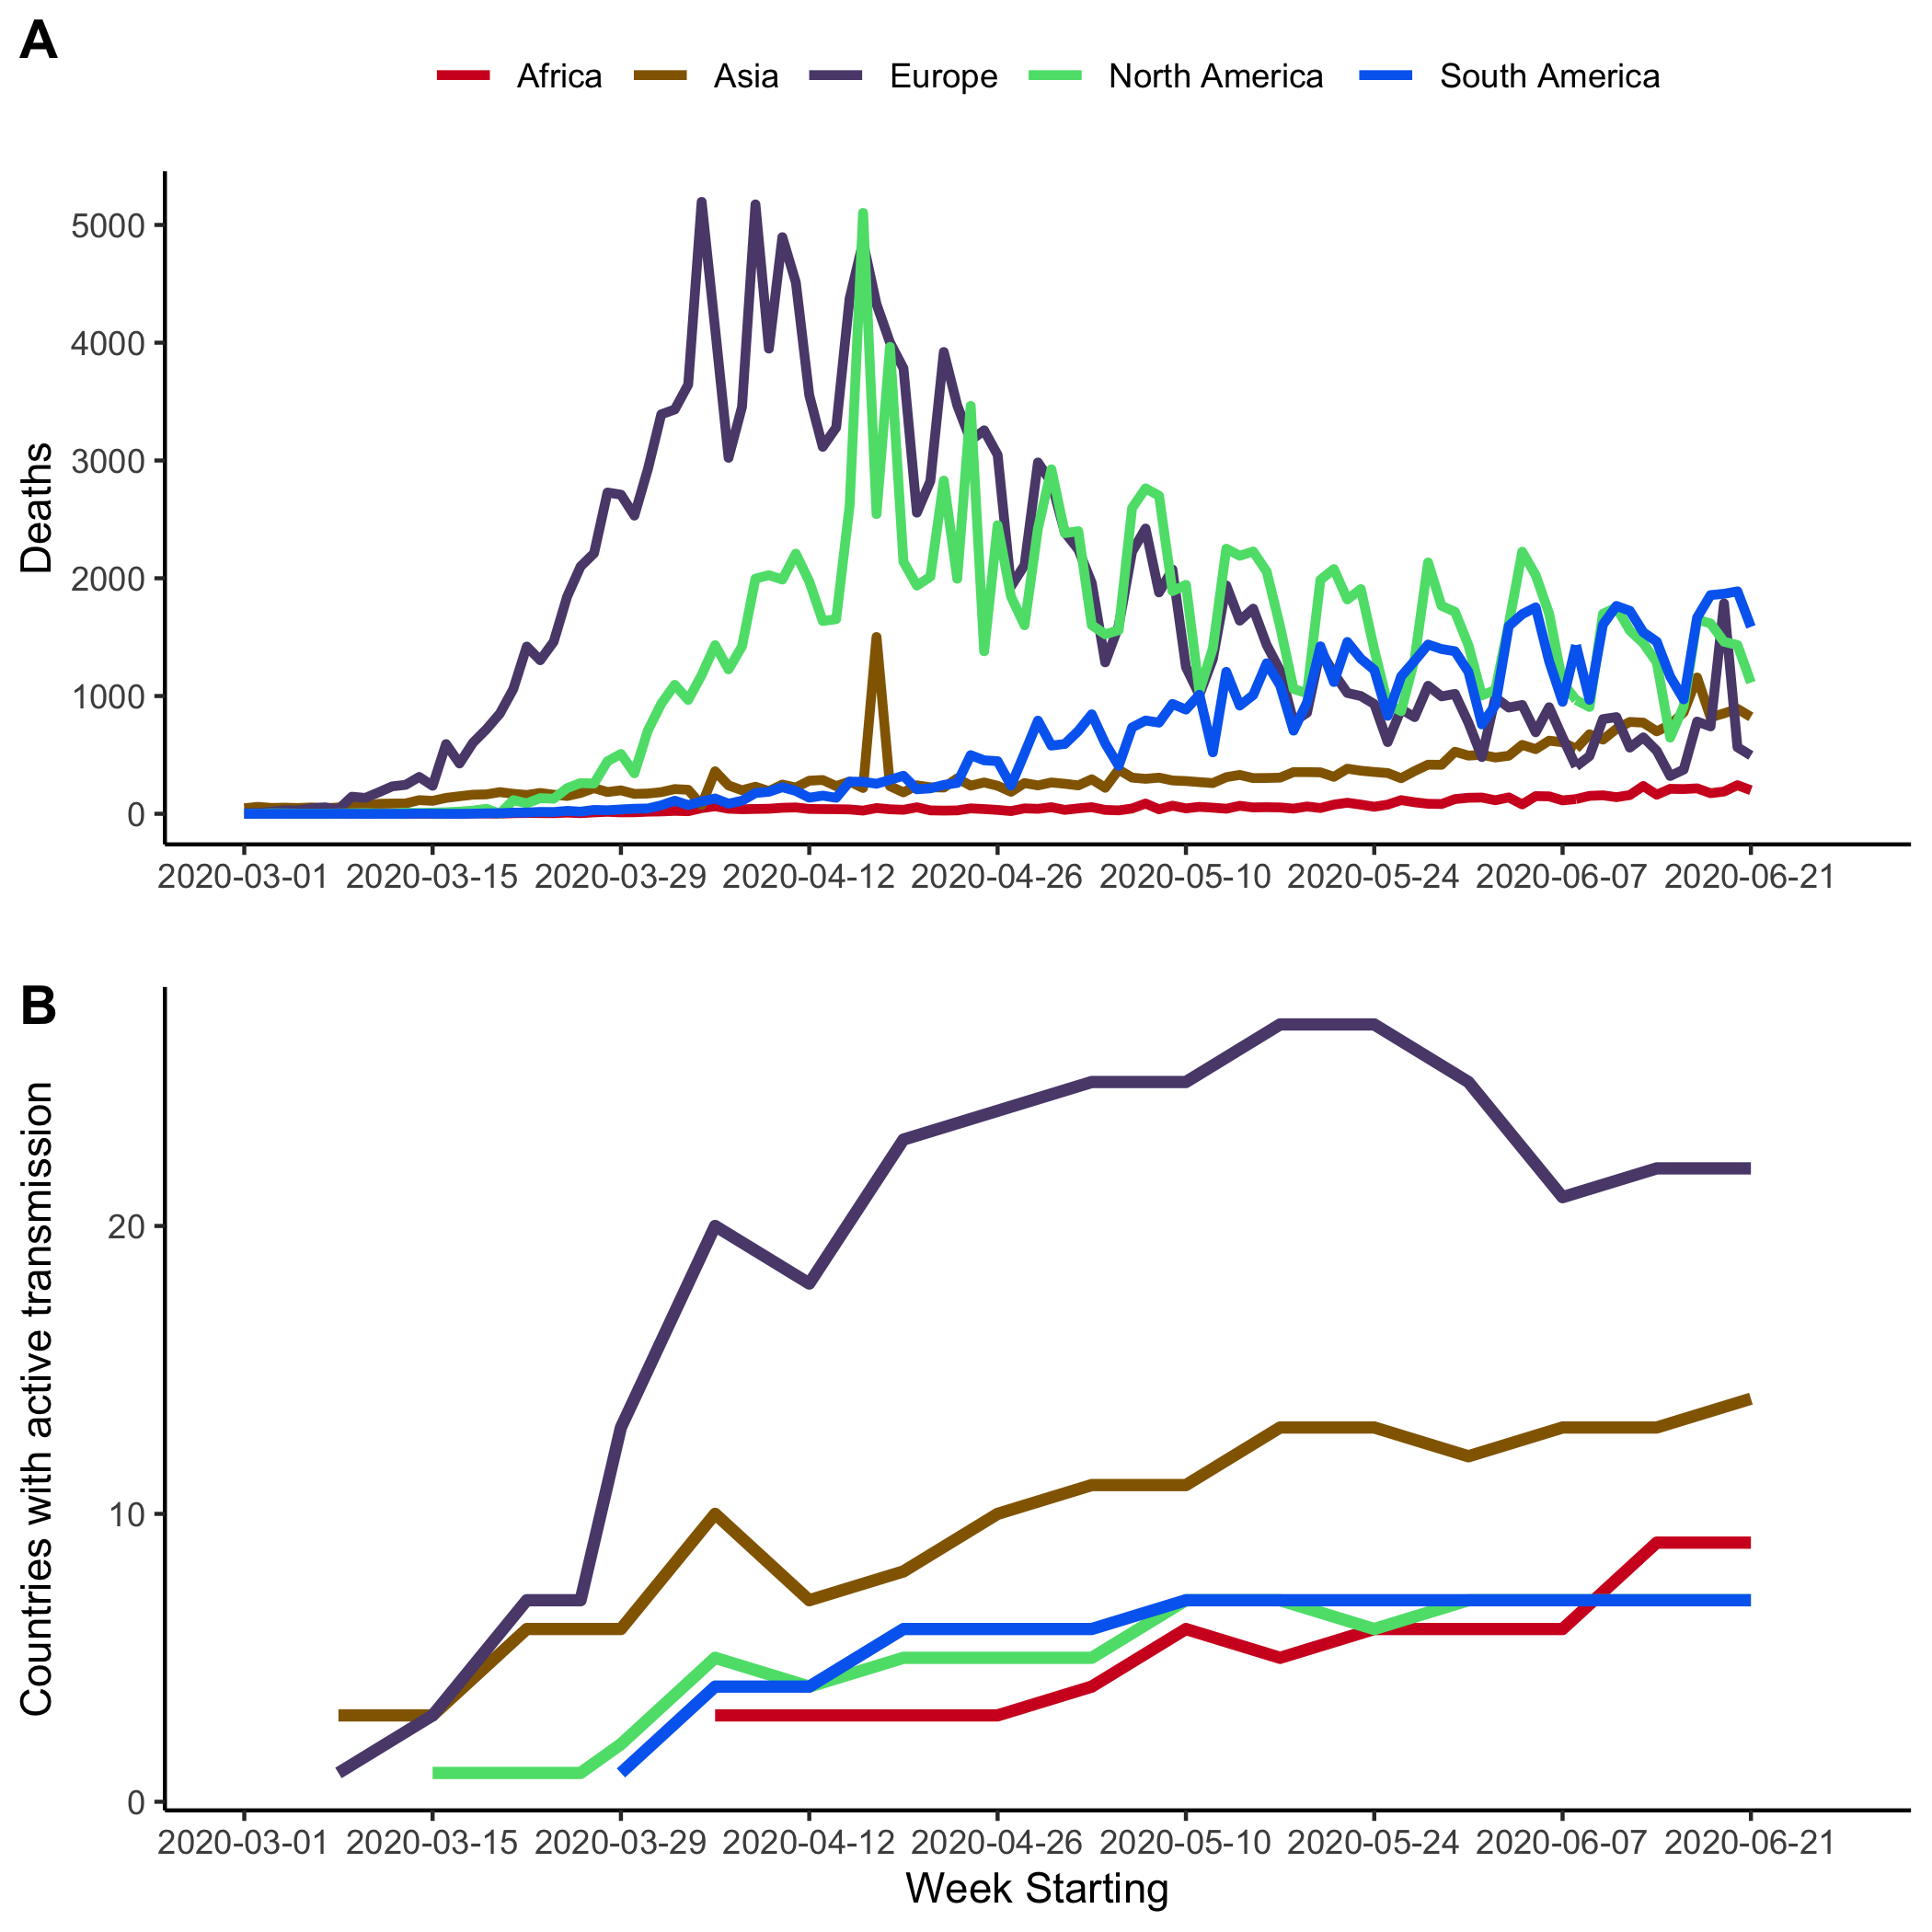 A
Africa Asia Europe North America South America
5000
4000
3000
2000
1000
0
Deaths
2020-03-01 2020-03-15 2020-03-29 2020-04-12 2020-04-26 2020-05-10 2020-05-24 2020-06-07 2020-06-21
B
20
10
0
Countries with active transmission
2020-03-01 2020-03-15 2020-03-29 2020-04-12 2020-04-26 2020-05-10 2020-05-24 2020-06-07 2020-06-21
Week Starting